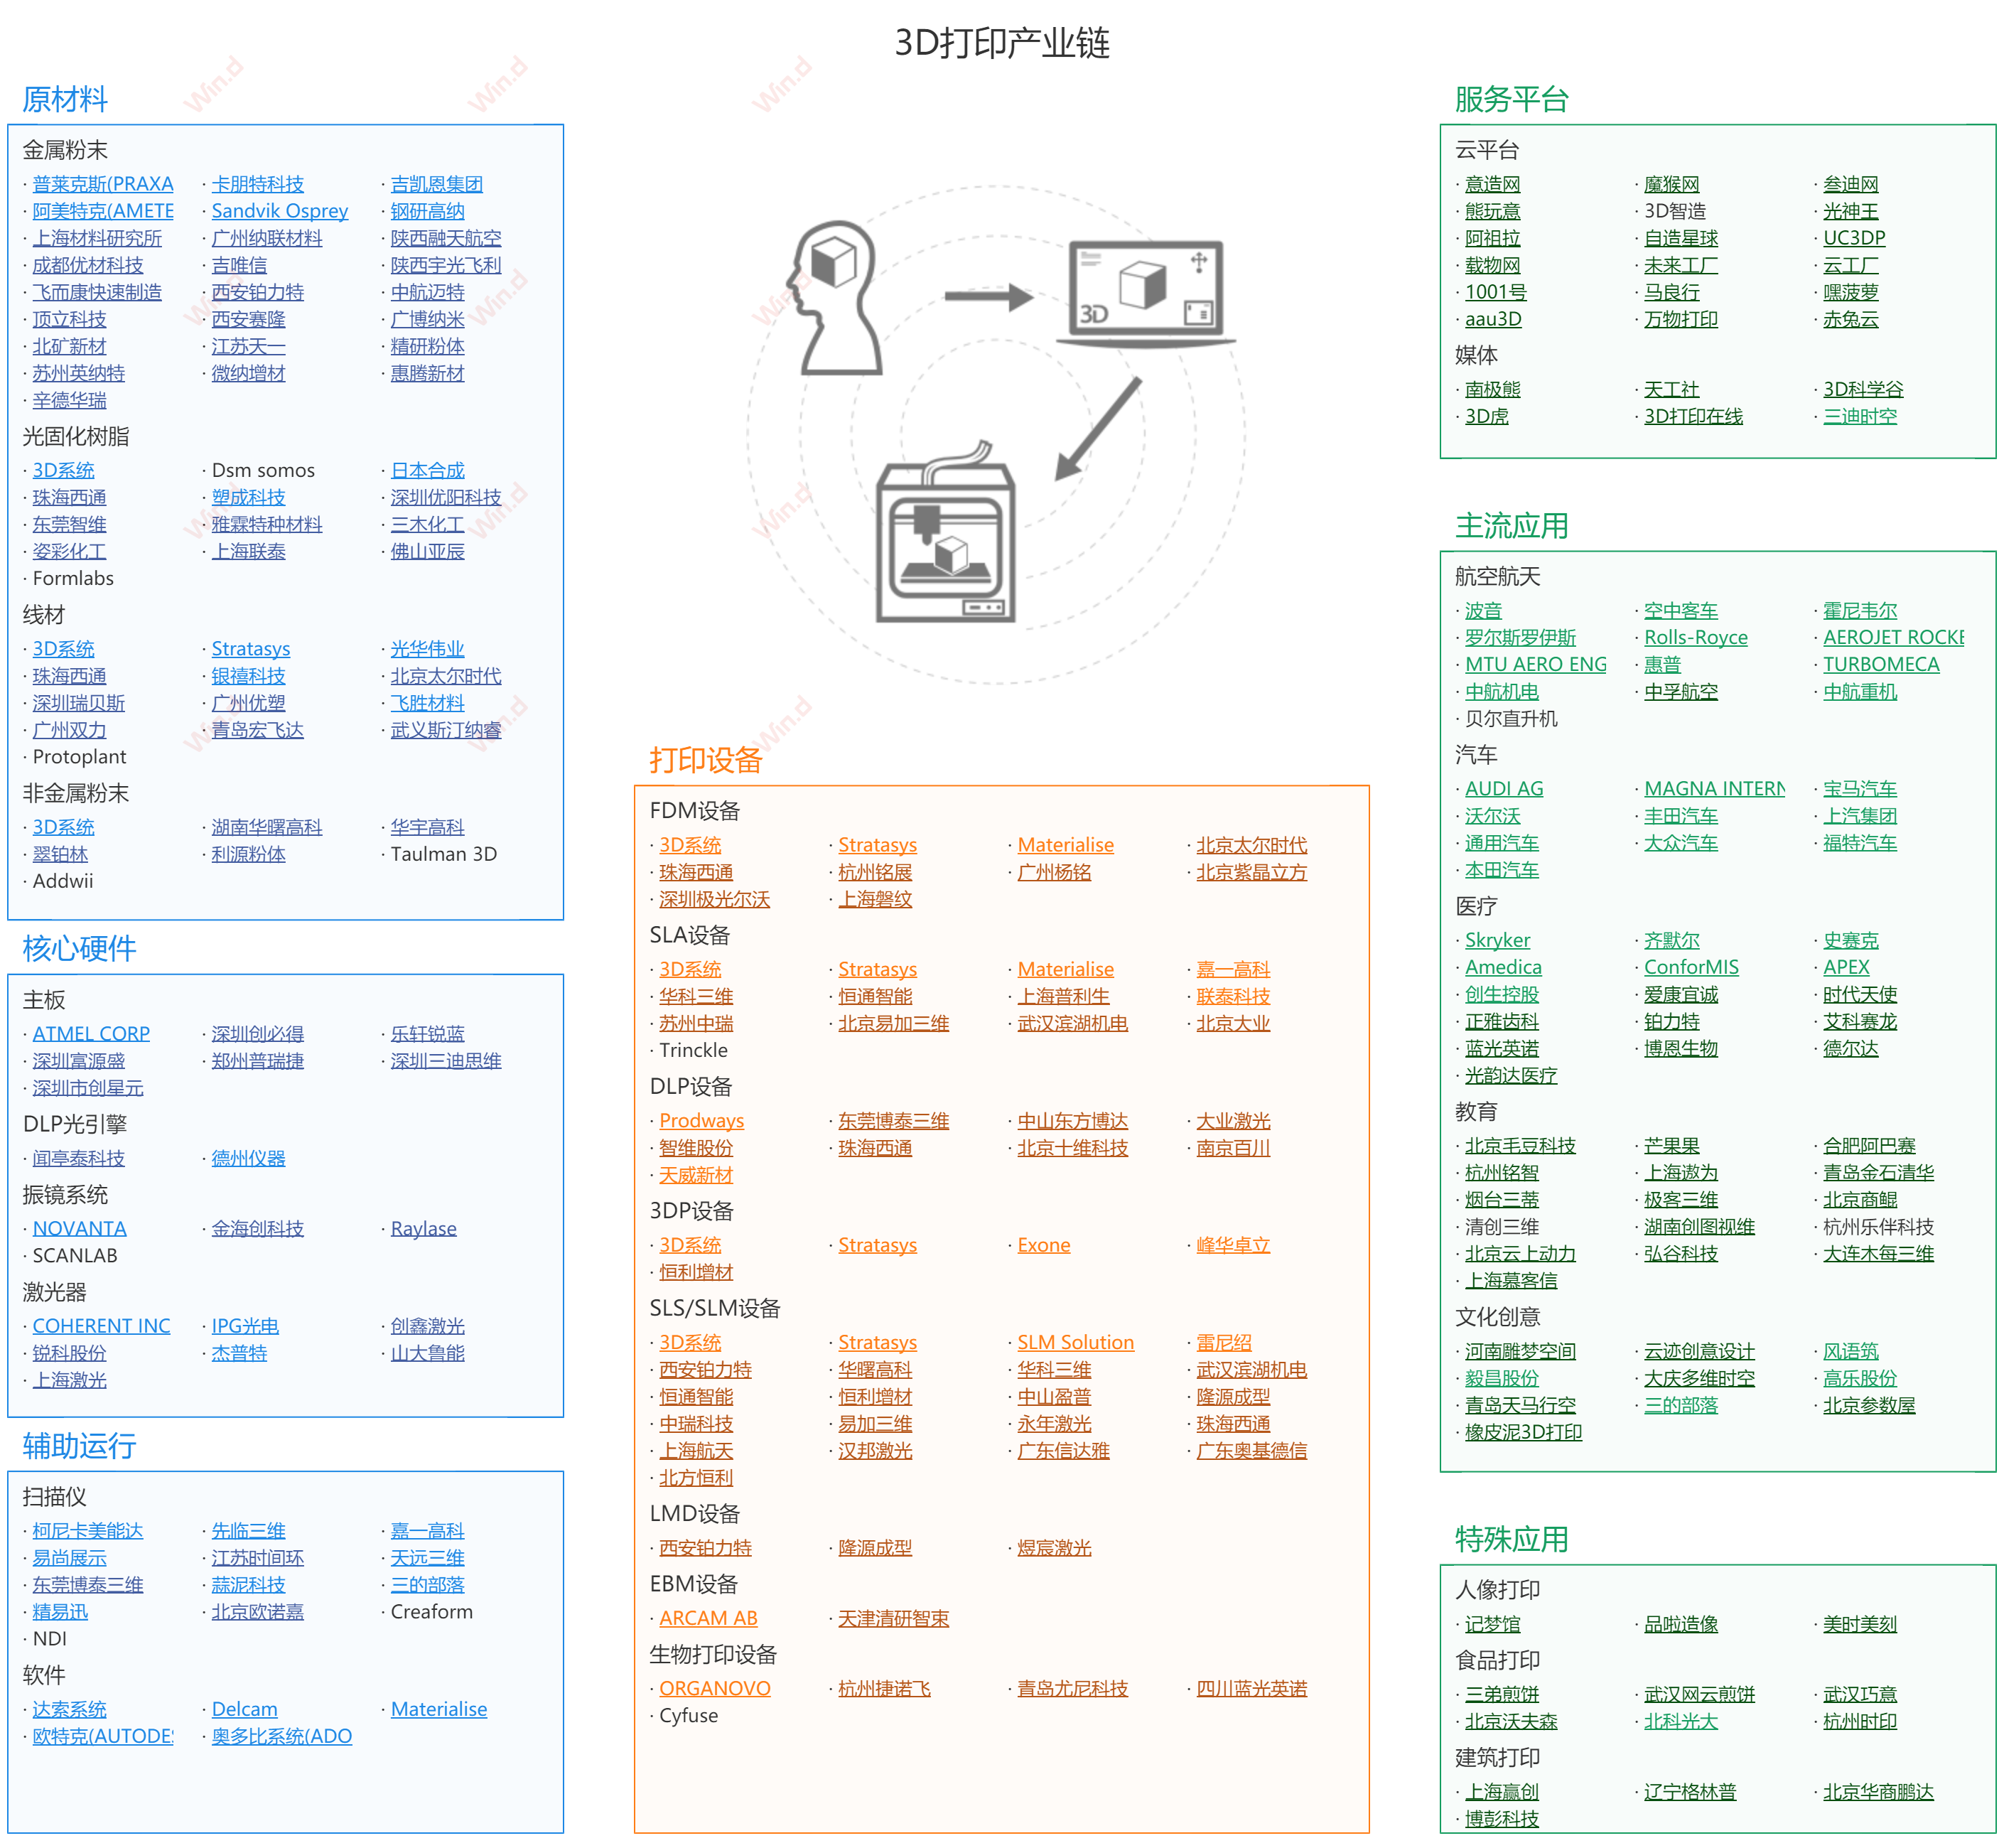 3D打印产业链
原材料
金属粉末
· 普莱克斯(PRAXA · 卡朋特科技 · 吉凯恩集团
· 阿美特克(AMETE · Sandvik Osprey · 钢研高纳
· 上海材料研究所 · 广州纳联材料 · 陕西融天航空
· 成都优材科技 · 吉唯信 · 陕西宇光飞利
· 飞而康快速制造 · 西安铂力特 · 中航迈特
· 顶立科技 · 西安赛隆 · 广博纳米
· 北矿新材 · 江苏天一 · 精研粉体
· 苏州英纳特 · 微纳增材 · 惠腾新材
· 辛德华瑞
光固化树脂
· 3D系统 · Dsm somos · 日本合成
· 珠海西通 · 塑成科技 · 深圳优阳科技
· 东莞智维 · 雅霖特种材料 · 三木化工
· 姿彩化工 · 上海联泰 · 佛山亚辰
· Formlabs
线材
· 3D系统 · Stratasys · 光华伟业
· 珠海西通 · 银禧科技 · 北京太尔时代
· 深圳瑞贝斯 · 广州优塑 · 飞胜材料
· 广州双力 · 青岛宏飞达 · 武义斯汀纳睿
· Protoplant
非金属粉末
· 3D系统 · 湖南华曙高科 · 华宇高科
· 翠铂林 · 利源粉体 · Taulman 3D
· Addwii
核心硬件
主板
· ATMEL CORP · 深圳创必得 · 乐轩锐蓝
· 深圳富源盛 · 郑州普瑞捷 · 深圳三迪思维
· 深圳市创星元
DLP光引擎
· 闻亭泰科技 · 德州仪器
振镜系统
· NOVANTA · 金海创科技 · Raylase
· SCANLAB
激光器
· COHERENT INC · IPG光电 · 创鑫激光
· 锐科股份 · 杰普特 · 山大鲁能
· 上海激光
辅助运行
扫描仪
· 柯尼卡美能达 · 先临三维 · 嘉一高科
· 易尚展示 · 江苏时间环 · 天远三维
· 东莞博泰三维 · 蒜泥科技 · 三的部落
· 精易迅 · 北京欧诺嘉 · Creaform
· NDI
软件
· 达索系统 · Delcam · Materialise
· 欧特克(AUTODE · 奥多比系统(ADO
3D
打印设备
FDM设备
· 3D系统 · Stratasys · Materialise · 北京太尔时代
· 珠海西通 · 杭州铭展 · 广州杨铭 · 北京紫晶立方
· 深圳极光尔沃 · 上海磐纹
SLA设备
· 3D系统 · Stratasys · Materialise · 嘉一高科
· 华科三维 · 恒通智能 · 上海普利生 · 联泰科技
· 苏州中瑞 · 北京易加三维 · 武汉滨湖机电 · 北京大业
· Trinckle
DLP设备
· Prodways · 东莞博泰三维 · 中山东方博达 · 大业激光
· 智维股份 · 珠海西通 · 北京十维科技 · 南京百川
· 天威新材
3DP设备
· 3D系统 · Stratasys · Exone · 峰华卓立
· 恒利增材
SLS/SLM设备
· 3D系统 · Stratasys · SLM Solution · 雷尼绍
· 西安铂力特 · 华曙高科 · 华科三维 · 武汉滨湖机电
· 恒通智能 · 恒利增材 · 中山盈普 · 隆源成型
· 中瑞科技 · 易加三维 · 永年激光 · 珠海西通
· 上海航天 · 汉邦激光 · 广东信达雅 · 广东奥基德信
· 北方恒利
LMD设备
· 西安铂力特 · 隆源成型 · 煜宸激光
EBM设备
· ARCAM AB · 天津清研智束
生物打印设备
· ORGANOVO · 杭州捷诺飞 · 青岛尤尼科技 · 四川蓝光英诺
· Cyfuse
服务平台
云平台
· 意造网 · 魔猴网 · 叁迪网
· 熊玩意 · 3D智造 · 光神王
· 阿祖拉 · 自造星球 · UC3DP
· 载物网 · 未来工厂 · 云工厂
· 1001号 · 马良行 · 嘿菠萝
· aau3D · 万物打印 · 赤兔云
媒体
· 南极熊 · 天工社 · 3D科学谷
· 3D虎 · 3D打印在线 · 三迪时空
主流应用
航空航天
· 波音 · 空中客车 · 霍尼韦尔
· 罗尔斯罗伊斯 · Rolls-Royce · AEROJET ROCKE
· MTU AERO ENG · 惠普 · TURBOMECA
· 中航机电 · 中孚航空 · 中航重机
· 贝尔直升机
汽车
· AUDI AG · MAGNA INTERN · 宝马汽车
· 沃尔沃 · 丰田汽车 · 上汽集团
· 通用汽车 · 大众汽车 · 福特汽车
· 本田汽车
医疗
· Skryker · 齐默尔 · 史赛克
· Amedica · ConforMIS · APEX
· 创生控股 · 爱康宜诚 · 时代天使
· 正雅齿科 · 铂力特 · 艾科赛龙
· 蓝光英诺 · 博恩生物 · 德尔达
· 光韵达医疗
教育
· 北京毛豆科技 · 芒果果 · 合肥阿巴赛
· 杭州铭智 · 上海遨为 · 青岛金石清华
· 烟台三蒂 · 极客三维 · 北京商鲲
· 清创三维 · 湖南创图视维 · 杭州乐伴科技
· 北京云上动力 · 弘谷科技 · 大连木每三维
· 上海慕客信
文化创意
· 河南雕梦空间 · 云迹创意设计 · 风语筑
· 毅昌股份 · 大庆多维时空 · 高乐股份
· 青岛天马行空 · 三的部落 · 北京参数屋
· 橡皮泥3D打印
特殊应用
人像打印
· 记梦馆 · 品啦造像 · 美时美刻
食品打印
· 三弟煎饼 · 武汉网云煎饼 · 武汉巧意
· 北京沃夫森 · 北科光大 · 杭州时印
建筑打印
· 上海赢创 · 辽宁格林普 · 北京华商鹏达
· 博彭科技